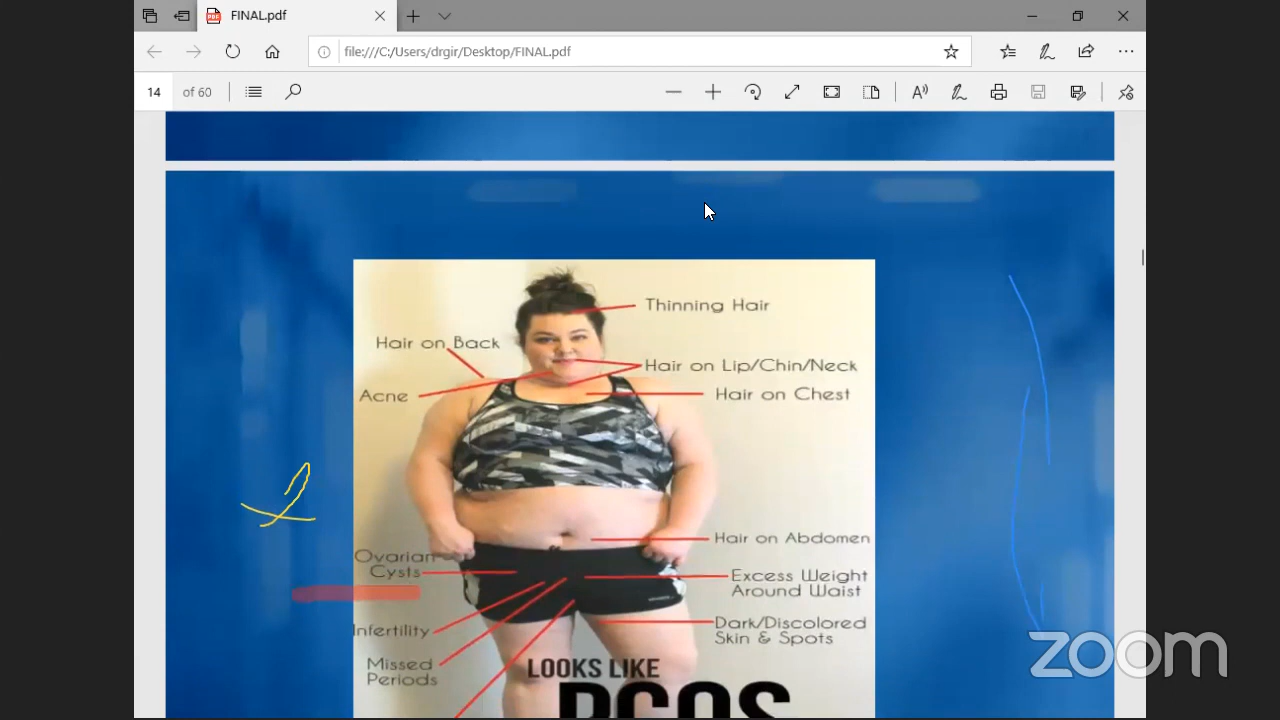 FINAL.pdf
file:///C:/Users/drgir/Desktop/FINAL.pdf
14 of 60
Thinning Hair
Hair on Back
Hair on Lip/Chin/Neck
Acne
Hair on Chest
Hair on Abdomen
Ovarian
Cysts
Excess Weight
Around Waist
Infertility
Dark/Discolored
Skin & Spots
Missed
Periods
LOOKS LIKE
PCOS
zoom